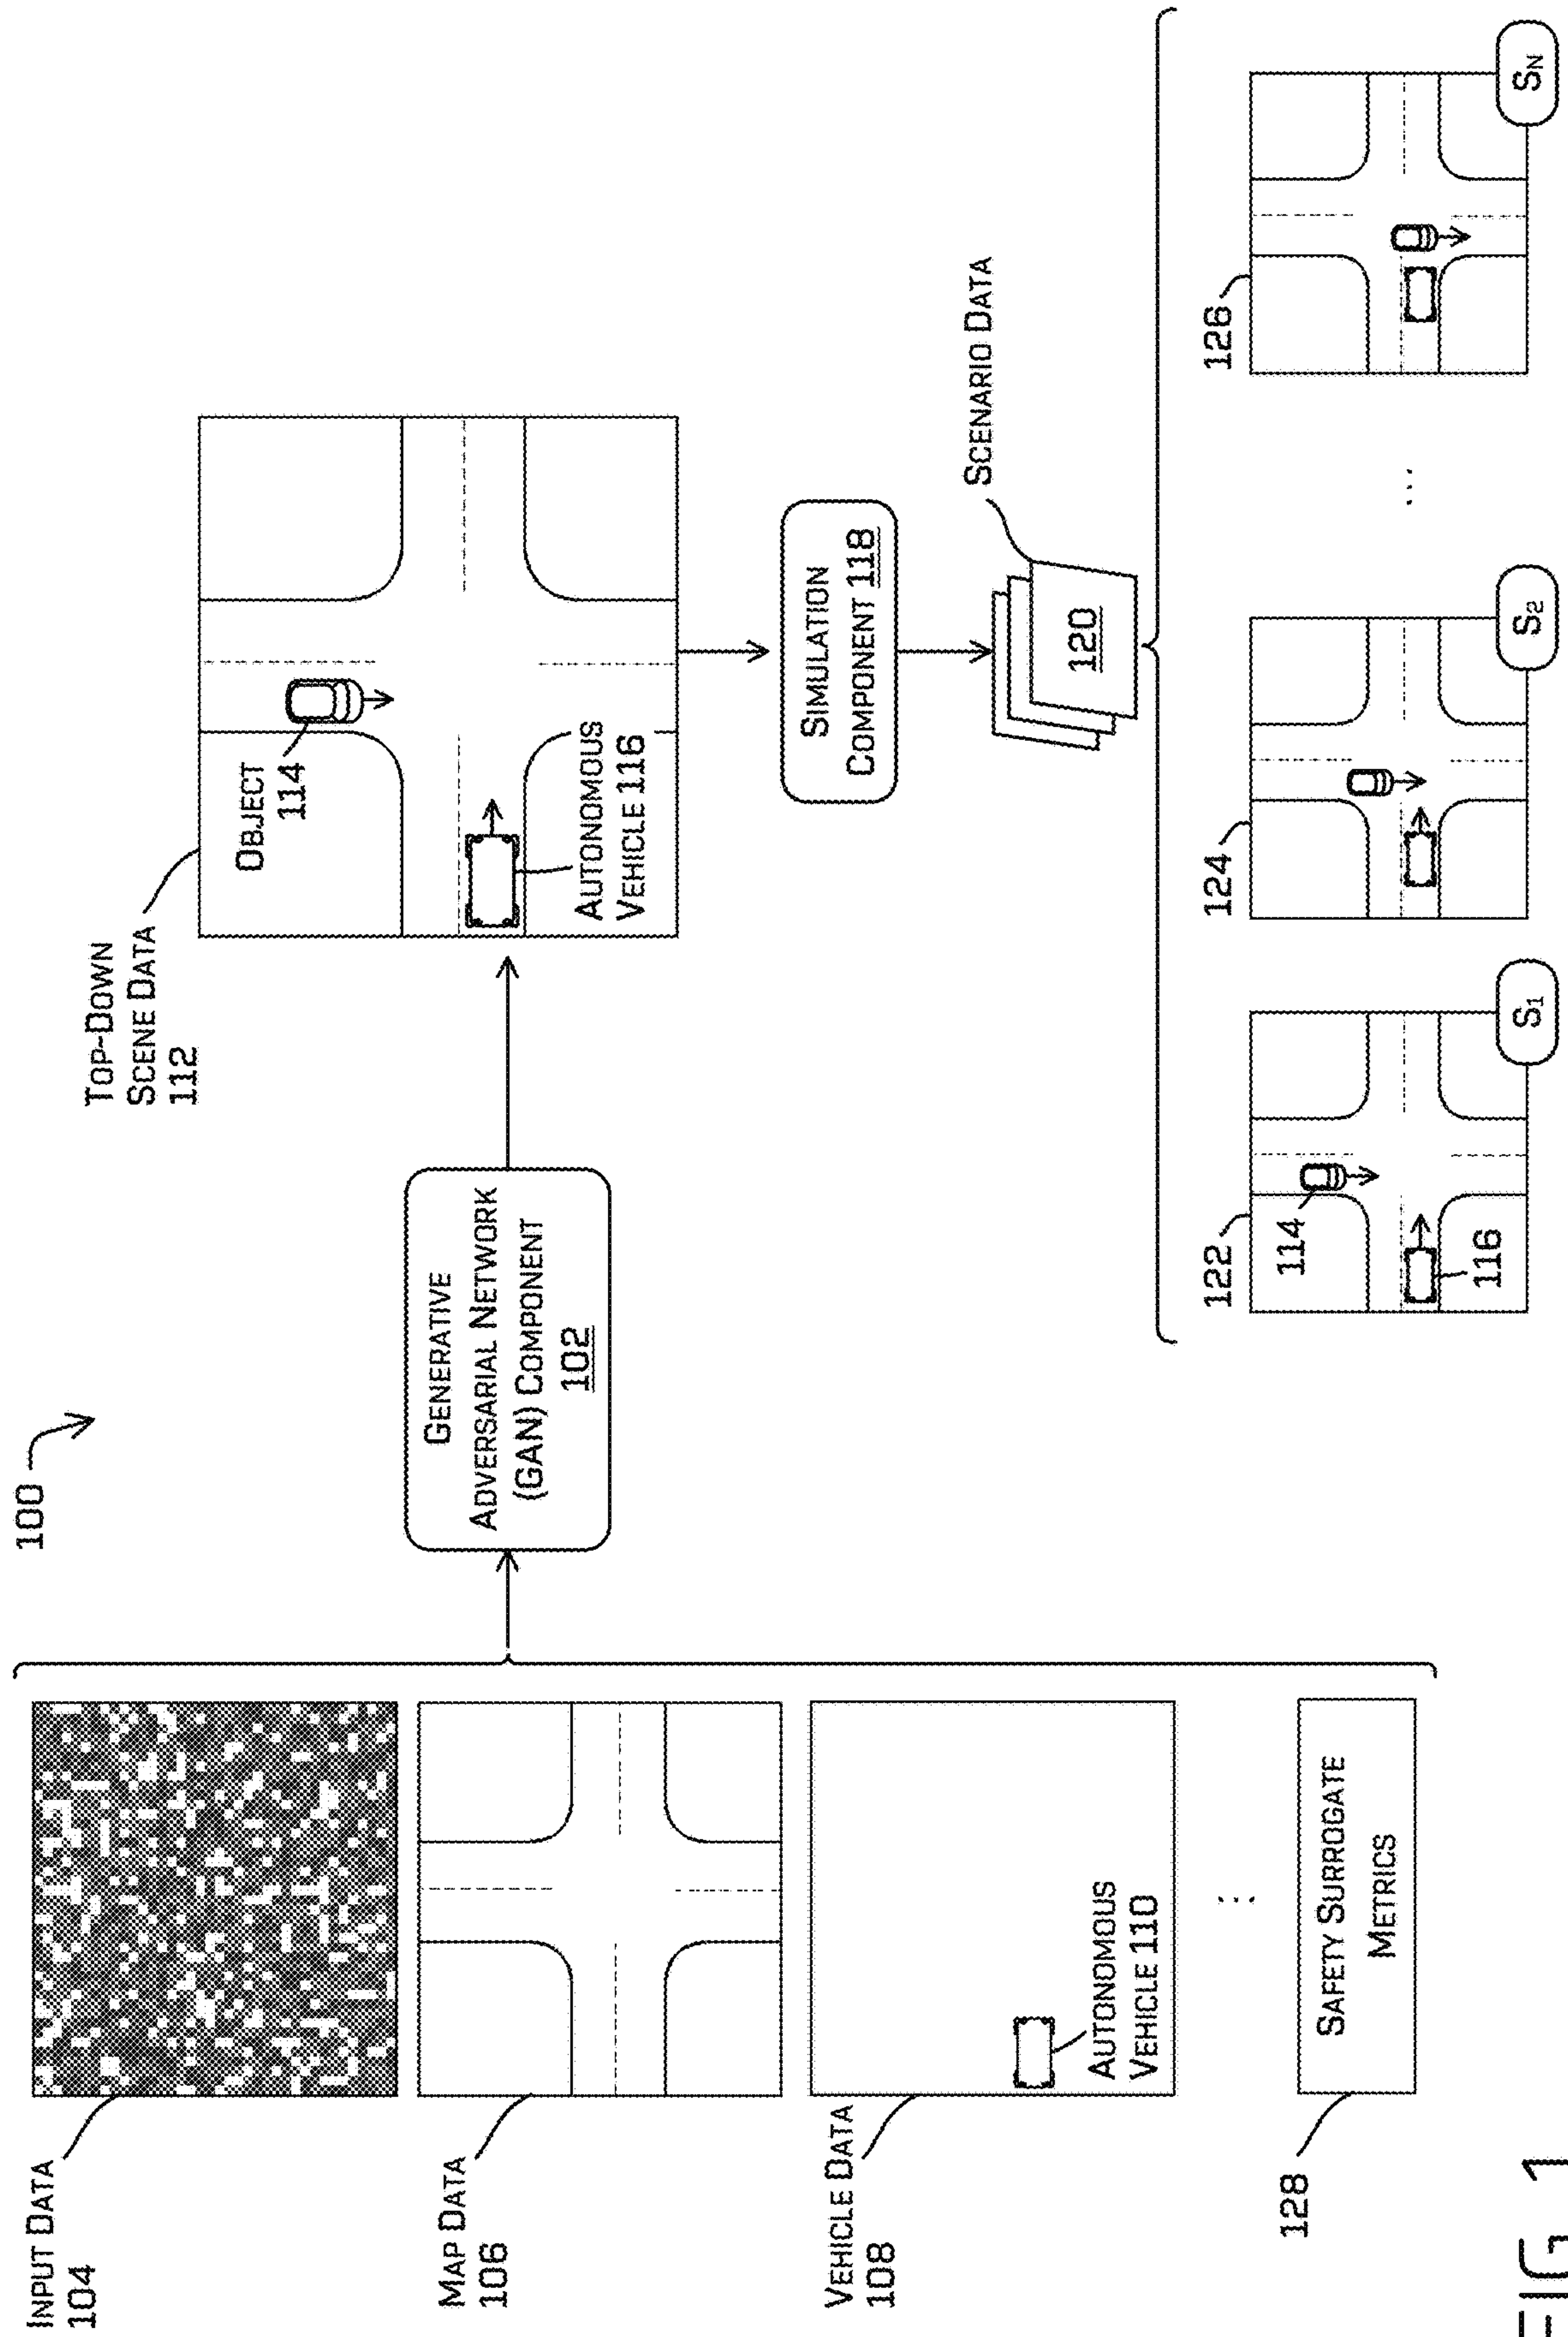 100
INPUT DATA
104
MAP DATA
106
VEHICLE DATA
108
AUTONOMOUS
VEHICLE 110
128
SAFETY SURROGATE
METRICS
GENERATIVE
ADVERSARIAL NETWORK
(GAN) COMPONENT
102
TOP-DOWN
SCENE DATA
112
OBJECT
114
AUTONOMOUS
VEHICLE 116
SIMULATION
COMPONENT 118
SCENARIO DATA
120
122
114
116
S1
124
S2
...
126
SN
FIG. 1